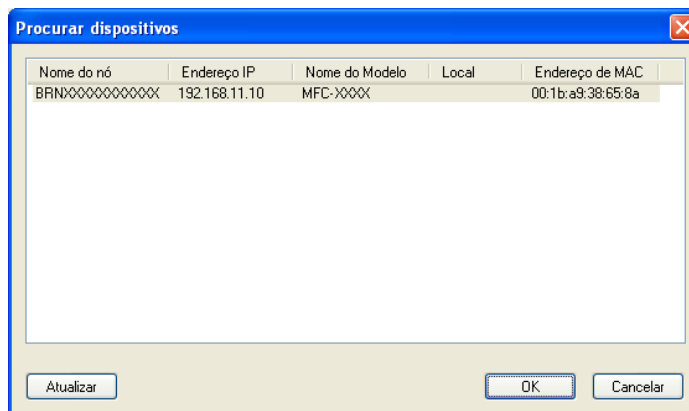 Procurar dispositivos
Nome do nó Endereço IP Nome do Modelo Local Endereço de MAC
BRNXXXXXXXXXXXX 192.168.11.10 MFC-XXXX 00:1b:a9:38:65:8a
Atualizar OK Cancelar